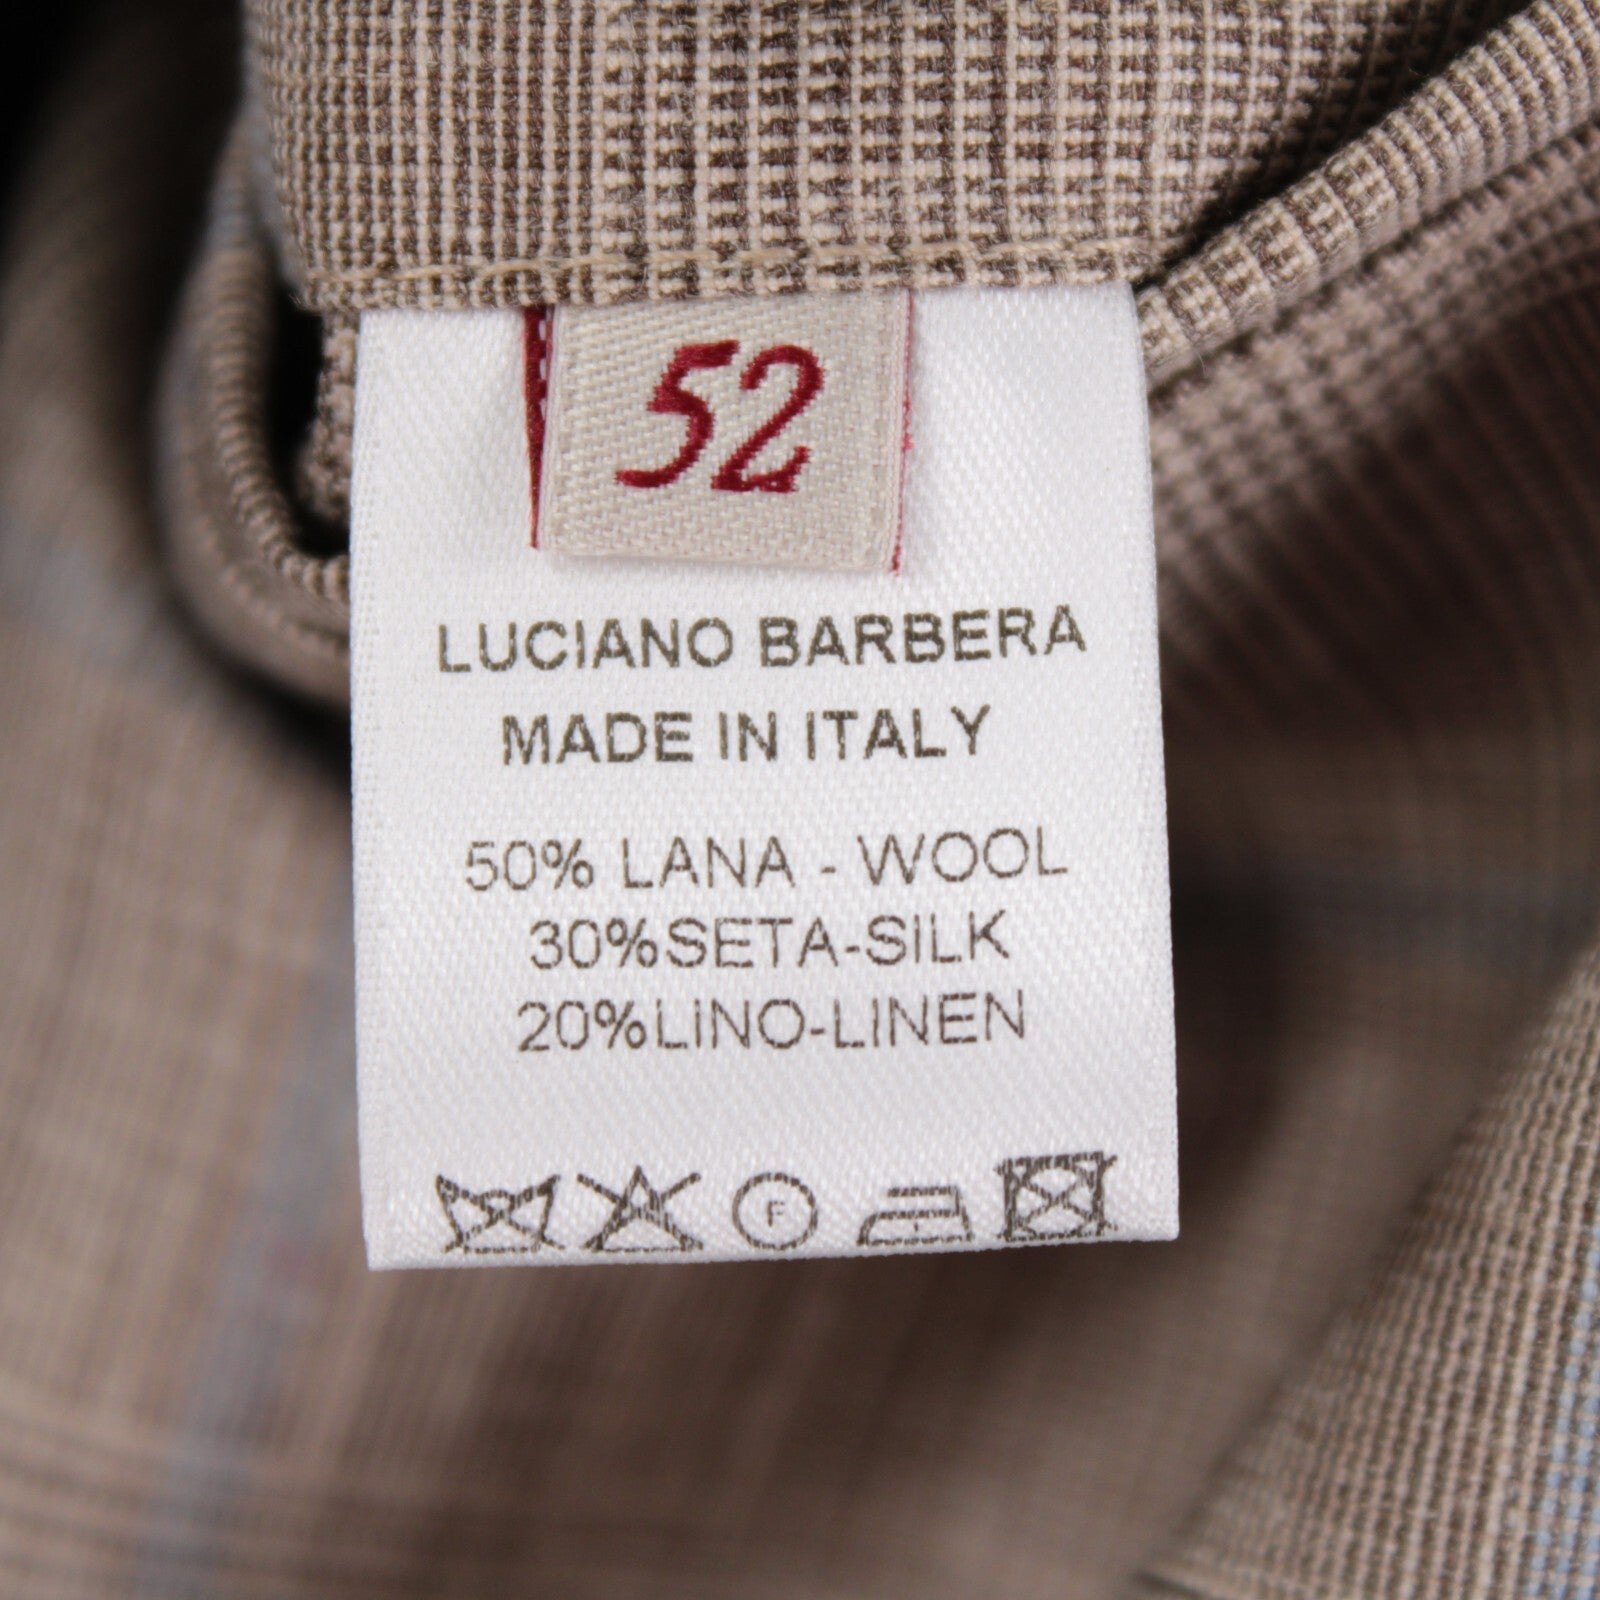 52
LUCIANO BARBERA
MADE IN ITALY
50% LANA - WOOL
30%SETA-SILK
20%LINO-LINEN
F